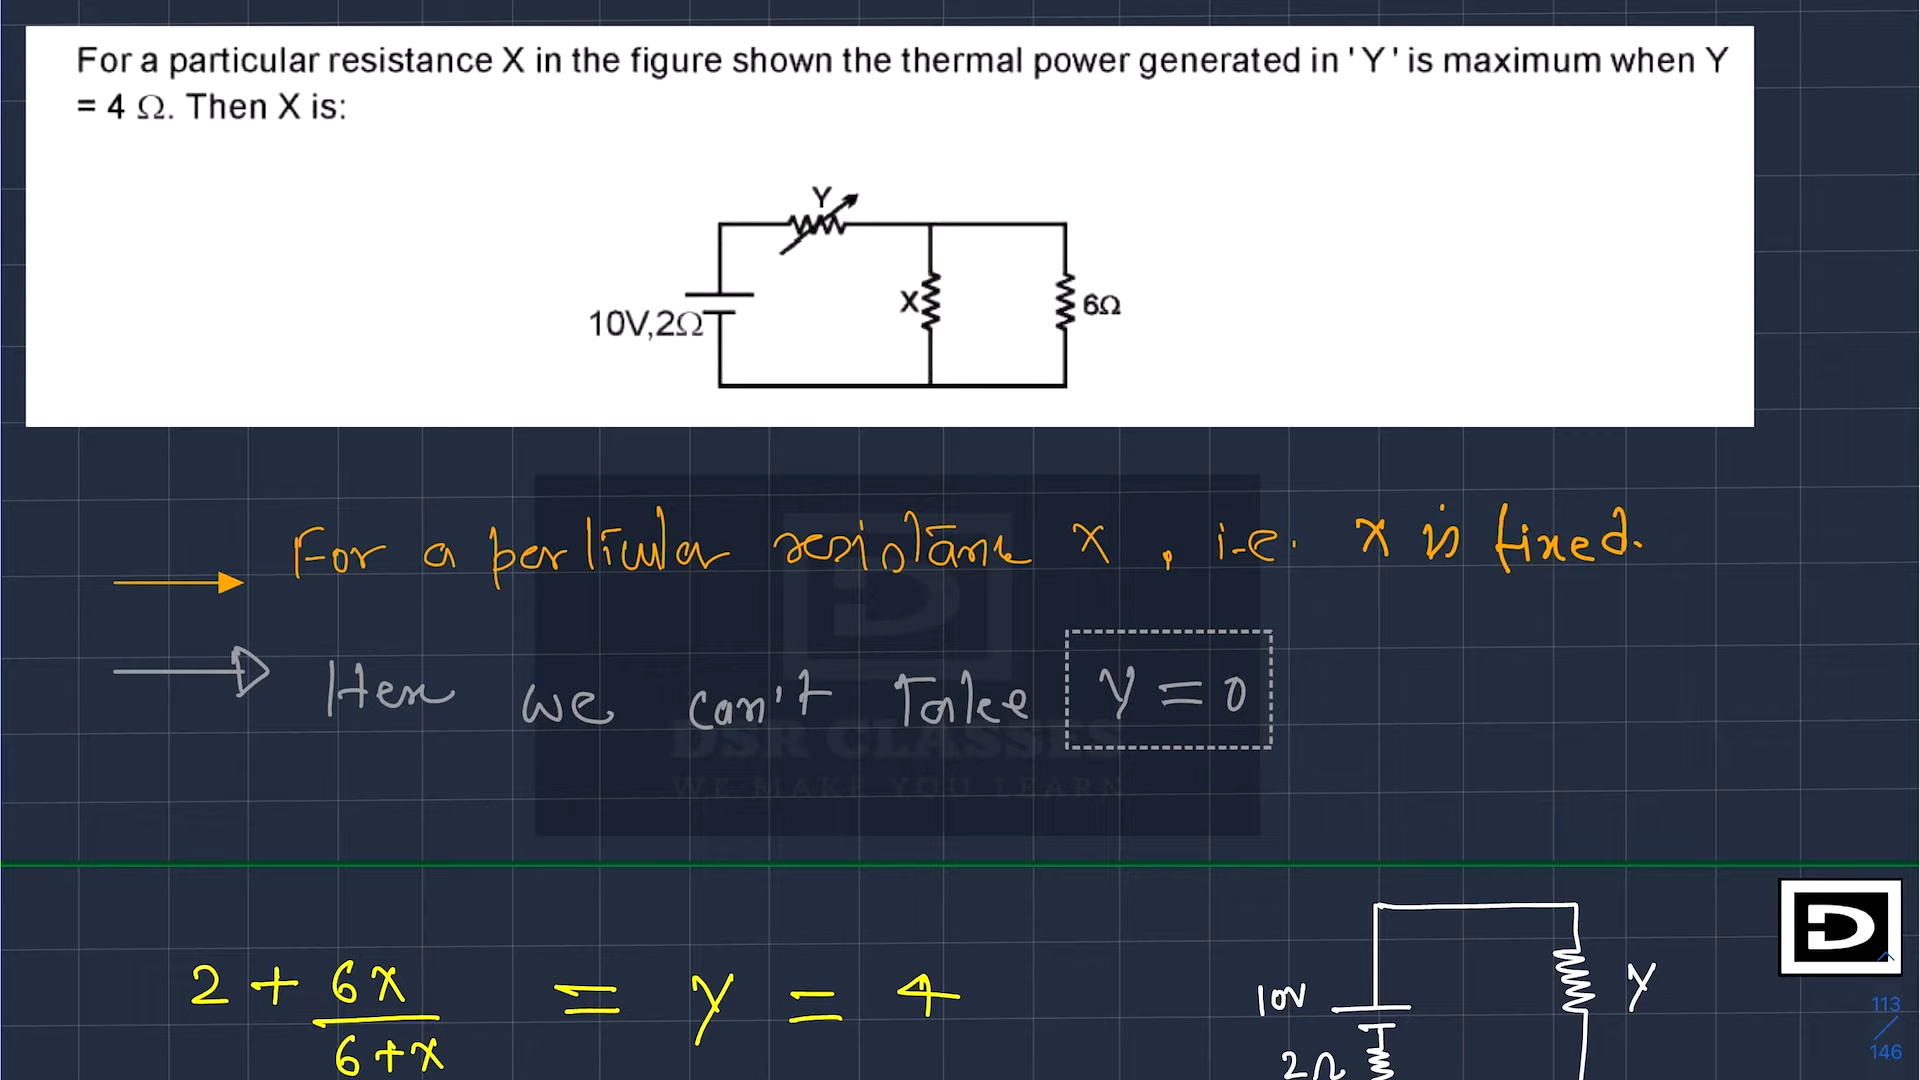 For a particular resistance X in the figure shown the thermal power generated in 'Y' is maximum when Y
= 4 Ω. Then X is:
Y
10V,2Ω
X
6Ω
For a particular resistance X, i.e. X is fixed.
Here we can't Take Y = 0
DSR CLASSES
WE MAKE YOU LEARN
D
2 + 6X / 6+X = Y = 4
10V
Y
2Ω
113
146